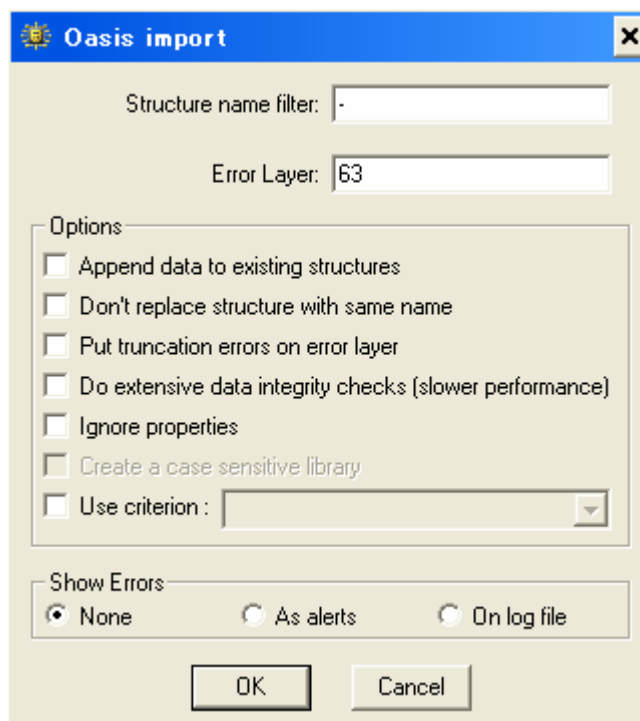 Oasis import
Structure name filter: -
Error Layer: 63
Options
Append data to existing structures
Don't replace structure with same name
Put truncation errors on error layer
Do extensive data integrity checks (slower performance)
Ignore properties
Create a case sensitive library
Use criterion :
Show Errors
None As alerts On log file
OK Cancel